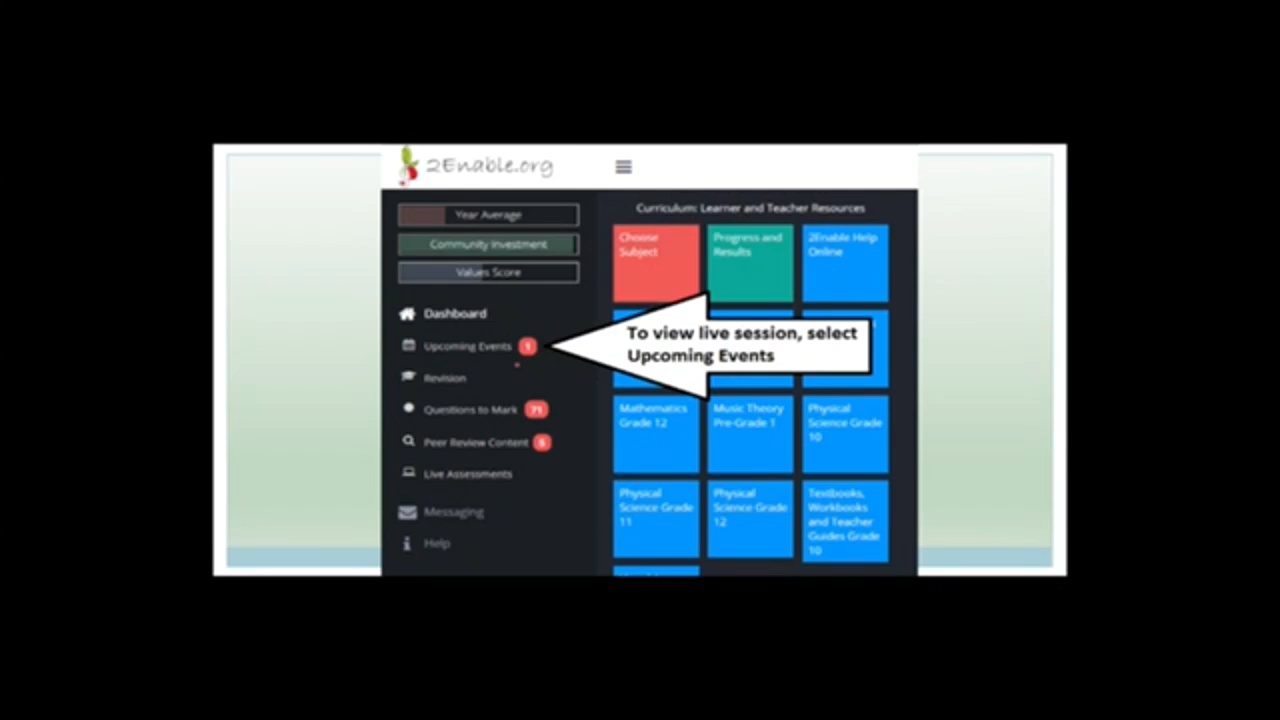 2Enable.org
Year Average
Community Investment
Values Score
Dashboard
Upcoming Events 1
Revision
Questions to Mark 71
Peer Review Content 5
Live Assessments
Messaging
Help
Curriculum: Learner and Teacher Resources
Choose
Subject
Progress and
Results
2Enable Help
Online
To view live session, select
Upcoming Events
Mathematics
Grade 12
Music Theory
Pre-Grade 1
Physical
Science Grade
10
Physical
Science Grade
11
Physical
Science Grade
12
Textbooks,
Workbooks
and Teacher
Guides Grade
10